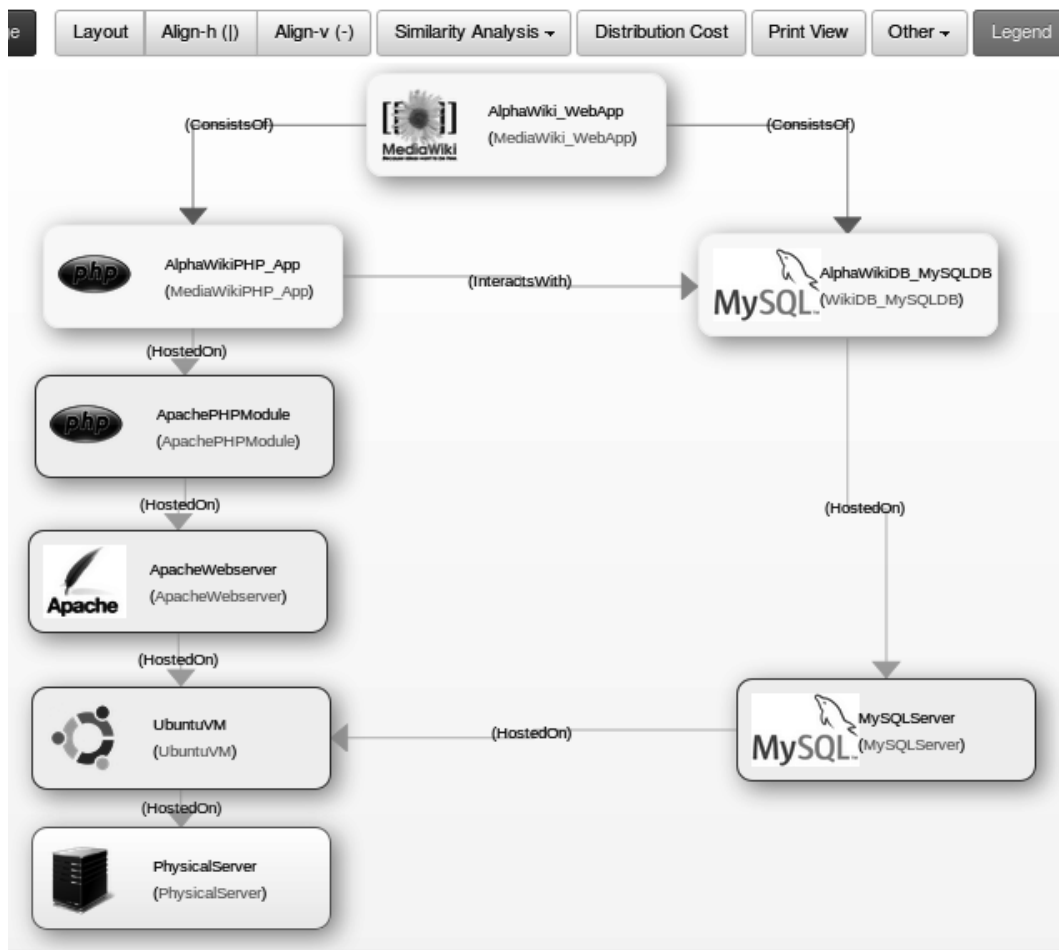 Layout Align-h (|) Align-v (-) Similarity Analysis Distribution Cost Print View Other Legend
[[ ]]
MediaWiki
AlphaWiki_WebApp
(MediaWiki_WebApp)
(ConsistsOf)
(ConsistsOf)
php
AlphaWikiPHP_App
(MediaWikiPHP_App)
(InteractsWith)
MySQL
AlphaWikiDB_MySQLDB
(WikiDB_MySQLDB)
(HostedOn)
php
ApachePHPModule
(ApachePHPModule)
(HostedOn)
(HostedOn)
Apache
ApacheWebserver
(ApacheWebserver)
(HostedOn)
UbuntuVM
(UbuntuVM)
(HostedOn)
MySQL
MySQLServer
(MySQLServer)
(HostedOn)
PhysicalServer
(PhysicalServer)